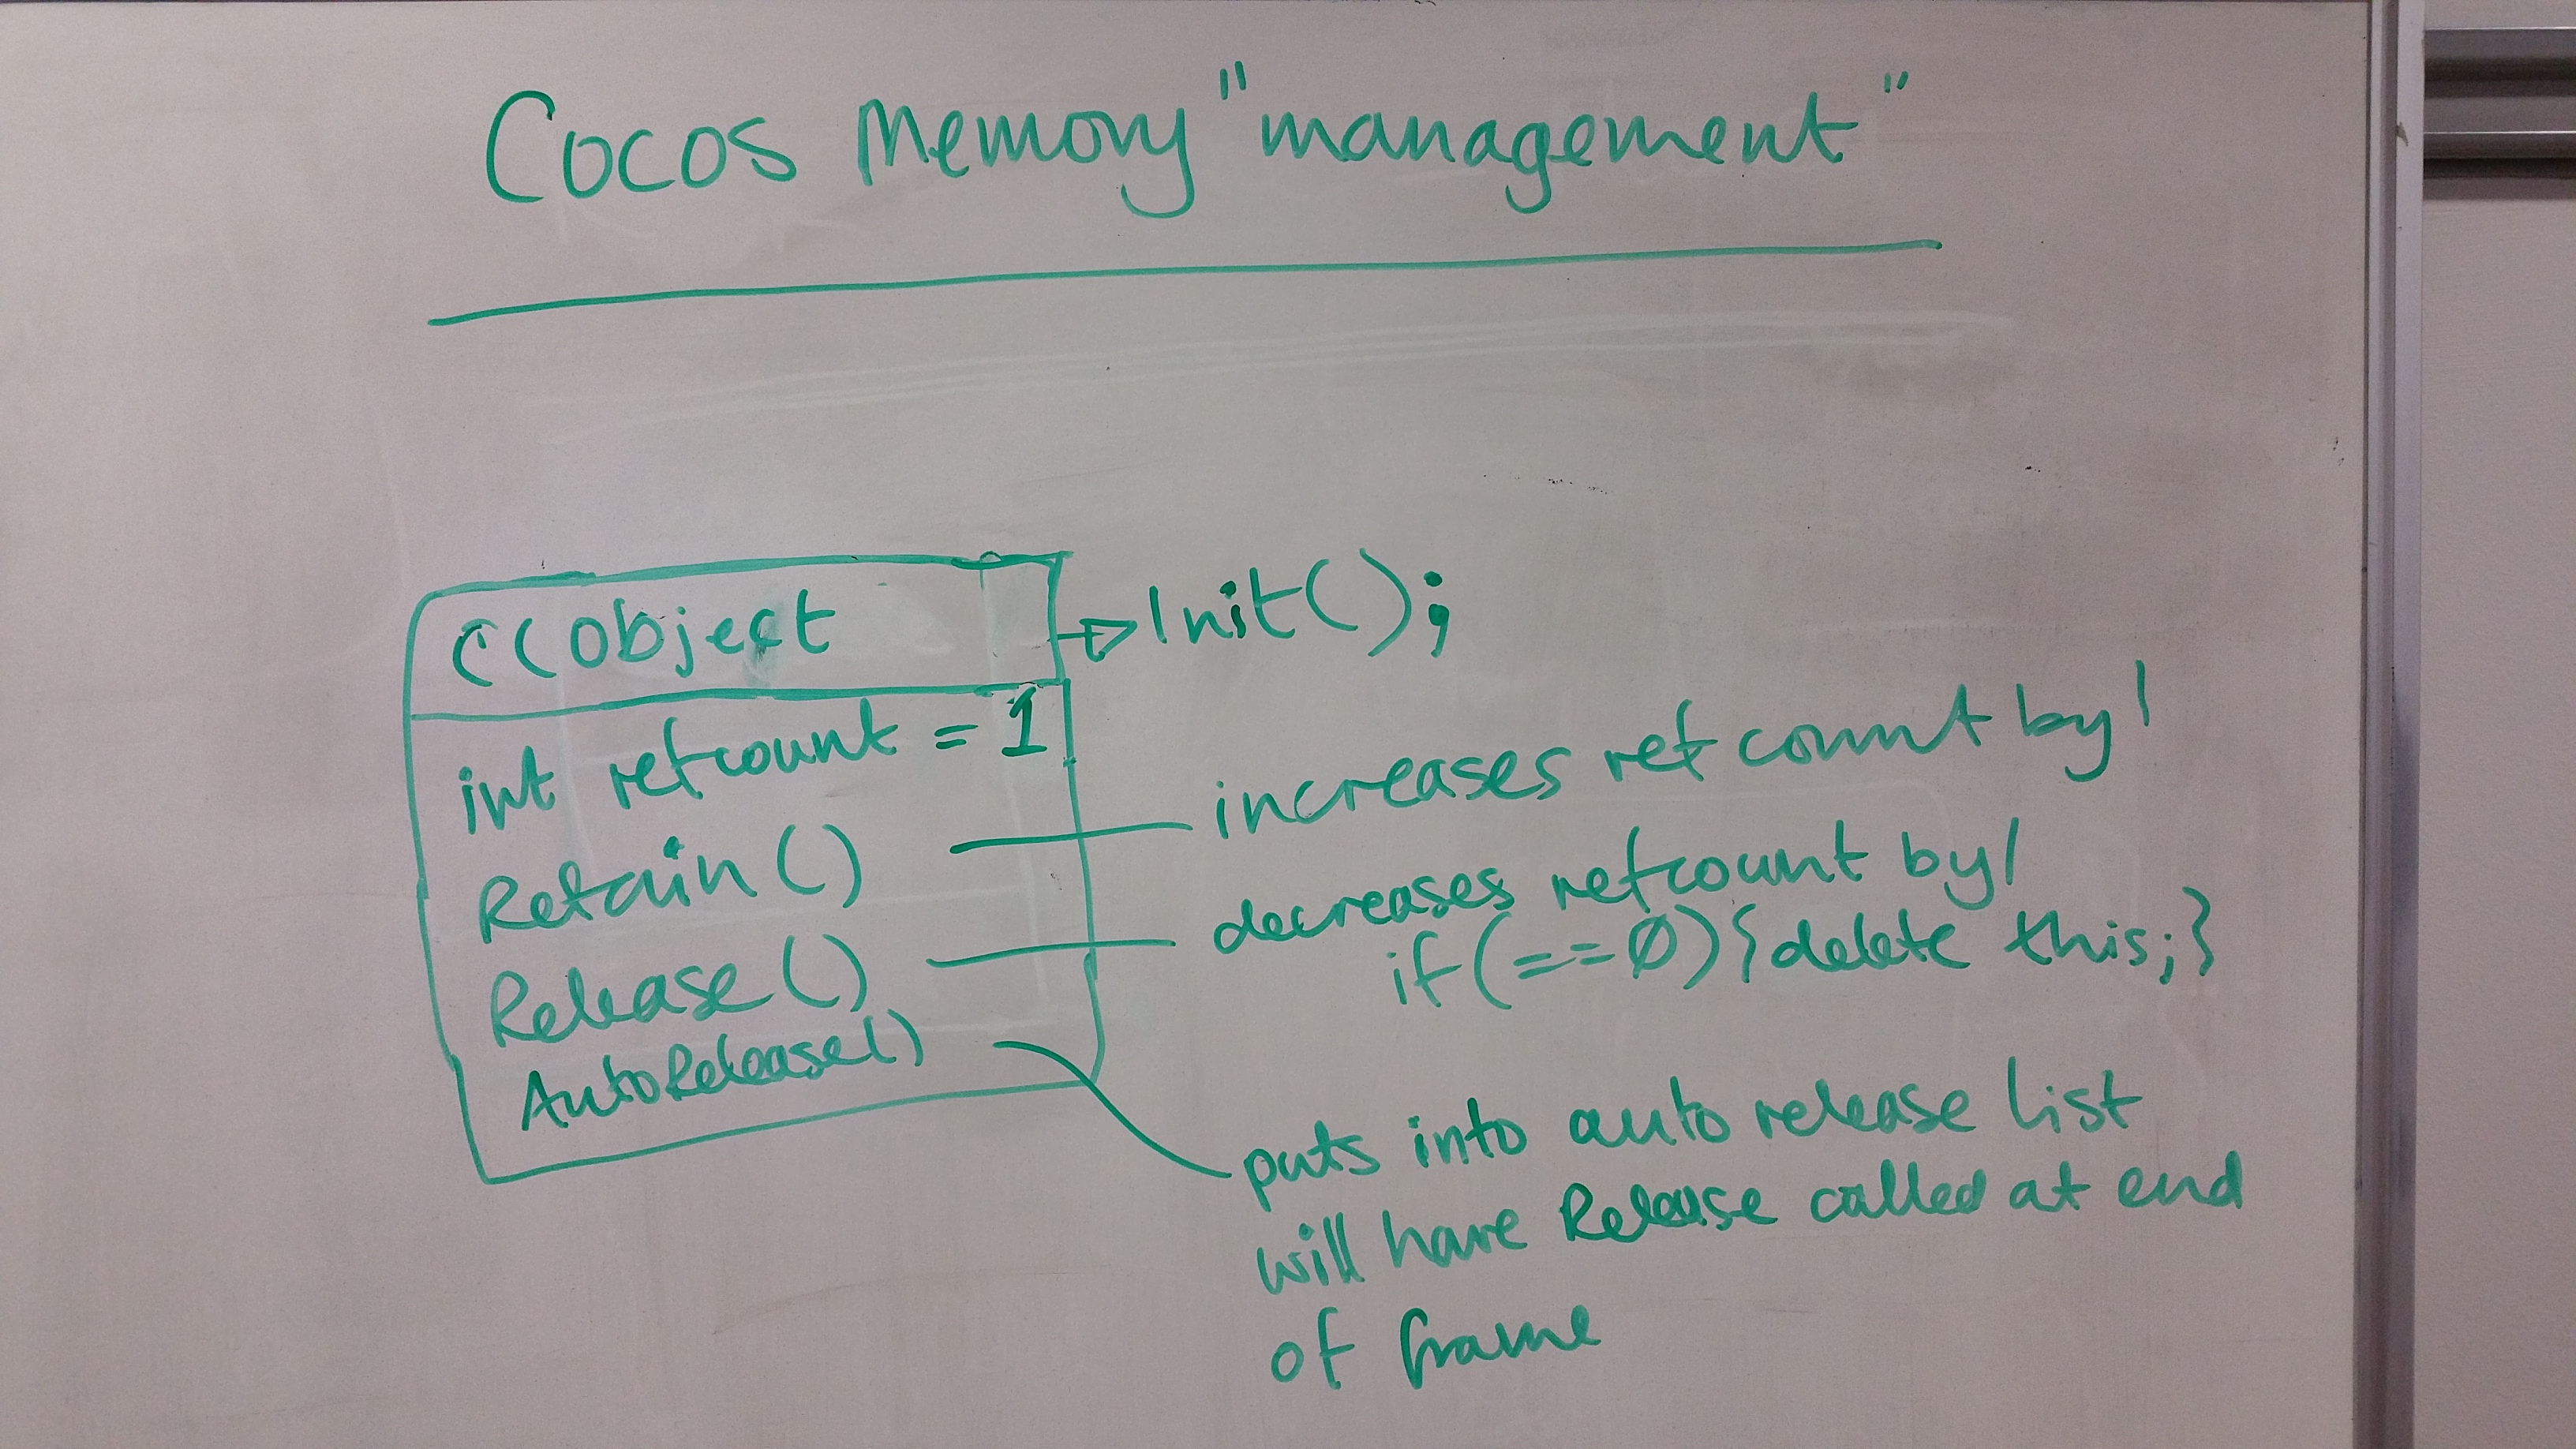 Cocos Memory "management"
CCObject
Init();
int refcount = 1
Retain()
increases ref count by 1
Release()
decreases refcount by 1
if(==0){delete this;}
AutoRelease()
puts into auto release list
will have Release called at end
of frame